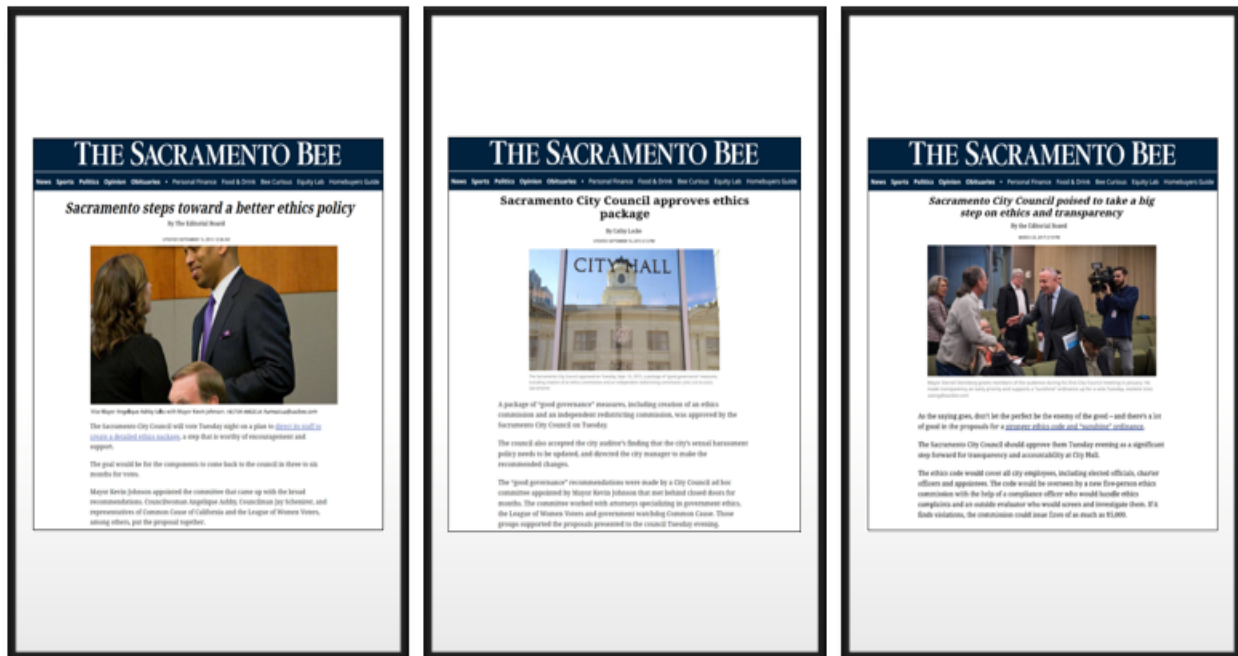 THE SACRAMENTO BEE
News Sports Politics Opinion Obituaries • Personal Finance Food & Drink Bee Curious Equity Lab Homebuyers Guide
Sacramento steps toward a better ethics policy
By The Editorial Board
Vice Mayor Angelique Ashby talks with Mayor Kevin Johnson.
The Sacramento City Council will vote Tuesday night on a plan to direct its staff to
create a detailed ethics package, a step that is worthy of encouragement and
support.
The goal would be for the components to come back to the council in three to six
months for votes.
Mayor Kevin Johnson appointed the committee that came up with the broad
recommendations. Councilwoman Angelique Ashby, Councilman Jay Schenirer, and
representatives of Common Cause of California and the League of Women Voters,
among others, put the proposal together.
THE SACRAMENTO BEE
News Sports Politics Opinion Obituaries • Personal Finance Food & Drink Bee Curious Equity Lab Homebuyers Guide
Sacramento City Council approves ethics
package
By Cathy Locke
CITY HALL
A package of "good governance" measures, including creation of an ethics
commission and an independent redistricting commission, was approved by the
Sacramento City Council on Tuesday.
The council also accepted the city auditor's finding that the city's sexual harassment
policy needs to be updated, and directed the city manager to make the
recommended changes.
The "good governance" recommendations were made by a City Council ad hoc
committee appointed by Mayor Kevin Johnson that met behind closed doors for
months. The committee worked with attorneys specializing in government ethics,
the League of Women Voters and government watchdog Common Cause. Those
groups supported the proposals presented to the council Tuesday evening.
THE SACRAMENTO BEE
News Sports Politics Opinion Obituaries • Personal Finance Food & Drink Bee Curious Equity Lab Homebuyers Guide
Sacramento City Council poised to take a big
step on ethics and transparency
By the Editorial Board
As the saying goes, don't let the perfect be the enemy of the good – and there's a lot
of good in the proposals for a stronger ethics code and "sunshine" ordinance.
The Sacramento City Council should approve them Tuesday evening as a significant
step forward for transparency and accountability at City Hall.
The ethics code would cover all city employees, including elected officials, charter
officers and appointees. The code would be overseen by a new five-person ethics
commission with the help of a compliance officer who would handle ethics
complaints and an outside evaluator who would screen and investigate them. If it
finds violations, the commission could issue fines of as much as $5,000.